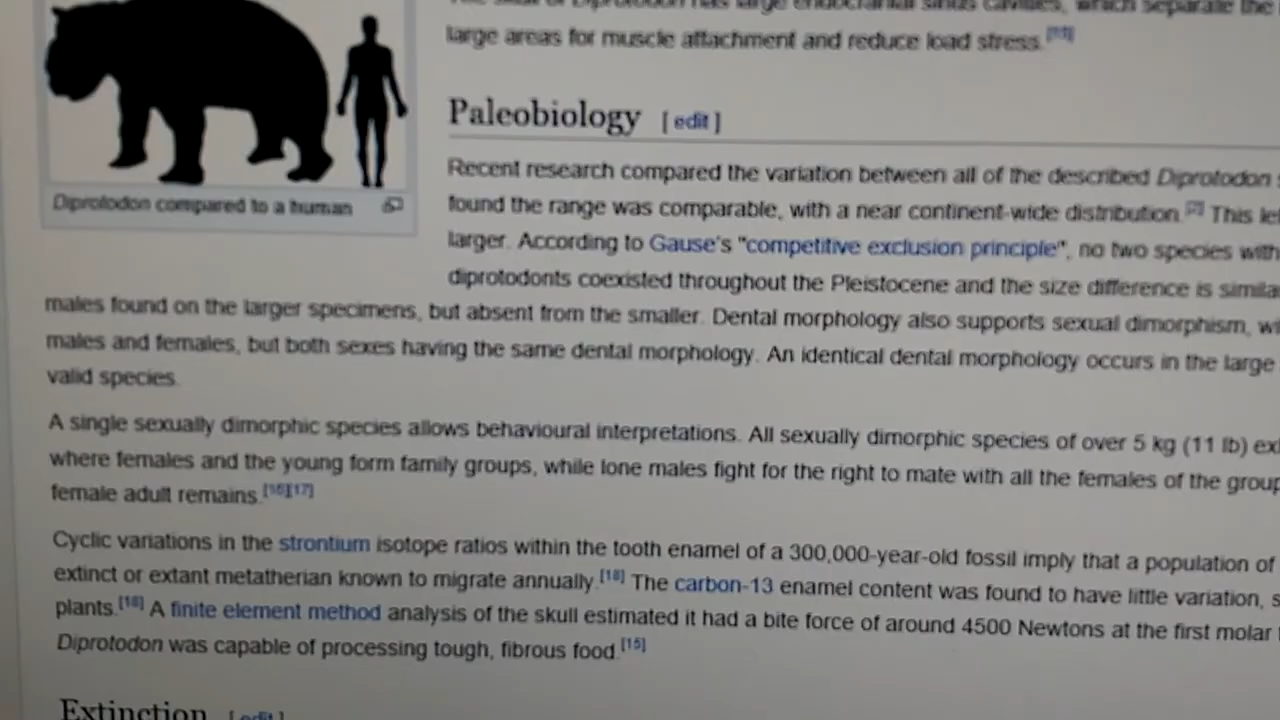 large areas for muscle attachment and reduce load stress.[15]
Paleobiology [ edit ]
Diprotodon compared to a human
Recent research compared the variation between all of the described Diprotodon
found the range was comparable, with a near continent-wide distribution.[2] This
larger. According to Gause's "competitive exclusion principle", no two species with
diprotodonts coexisted throughout the Pleistocene and the size difference is
males found on the larger specimens, but absent from the smaller. Dental morphology also supports sexual dimorphism,
males and females, but both sexes having the same dental morphology. An identical dental morphology occurs in the large
valid species.
A single sexually dimorphic species allows behavioural interpretations. All sexually dimorphic species of over 5 kg (11 lb)
where females and the young form family groups, while lone males fight for the right to mate with all the females of the group
female adult remains.[16][17]
Cyclic variations in the strontium isotope ratios within the tooth enamel of a 300,000-year-old fossil imply that a population of
extinct or extant metatherian known to migrate annually.[18] The carbon-13 enamel content was found to have little variation,
plants.[18] A finite element method analysis of the skull estimated it had a bite force of around 4500 Newtons at the first molar
Diprotodon was capable of processing tough, fibrous food.[15]
Extinction [ edit ]